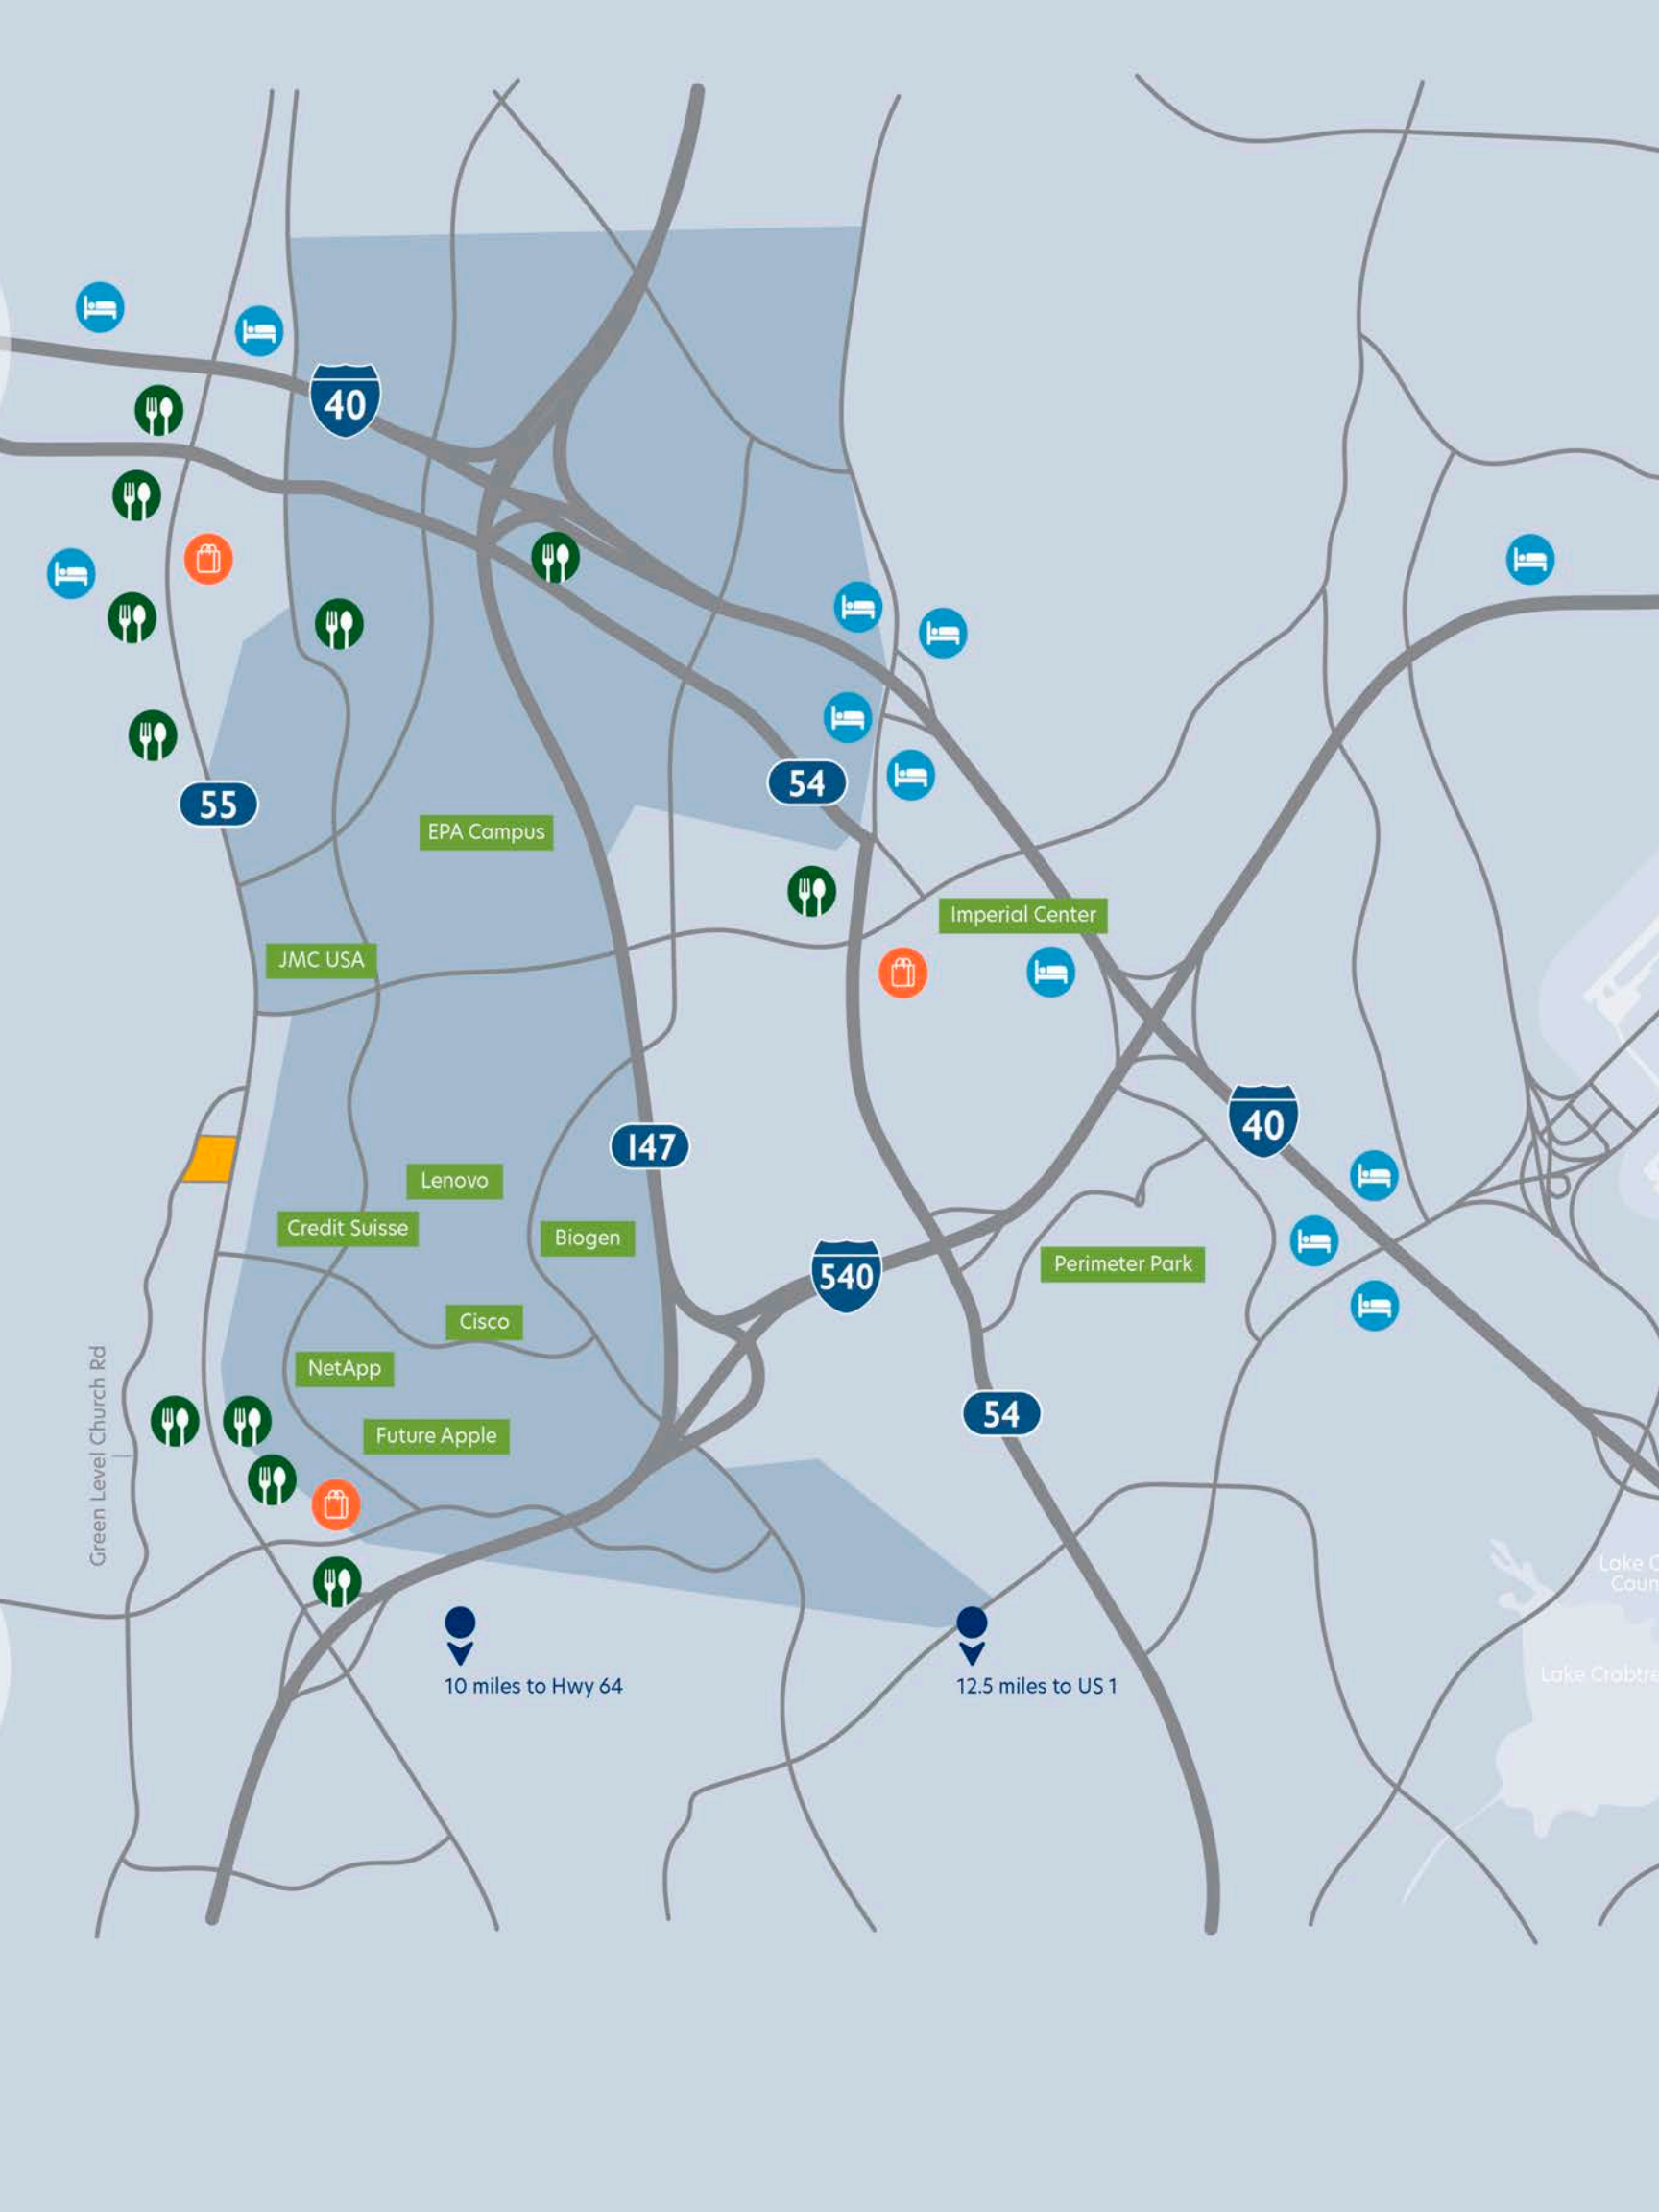 40
55
54
EPA Campus
Imperial Center
JMC USA
40
147
Lenovo
Credit Suisse
Biogen
540
Perimeter Park
Cisco
NetApp
54
Future Apple
Green Level Church Rd
Lake
10 miles to Hwy 64
12.5 miles to US 1
Lake